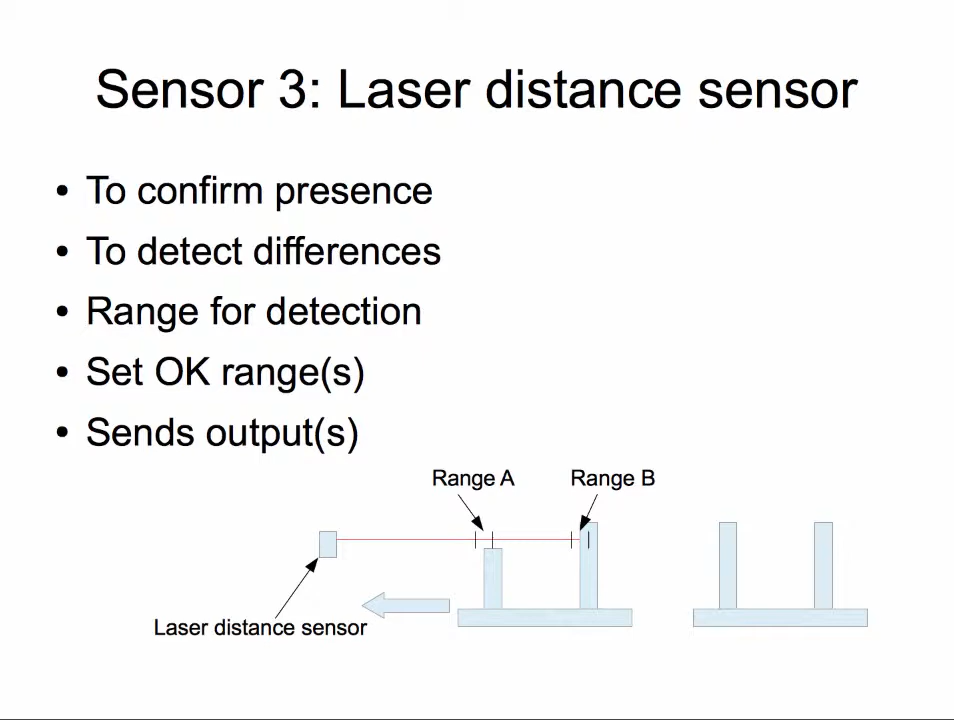 Sensor 3: Laser distance sensor
• To confirm presence
• To detect differences
• Range for detection
• Set OK range(s)
• Sends output(s)
Range A
Range B
Laser distance sensor